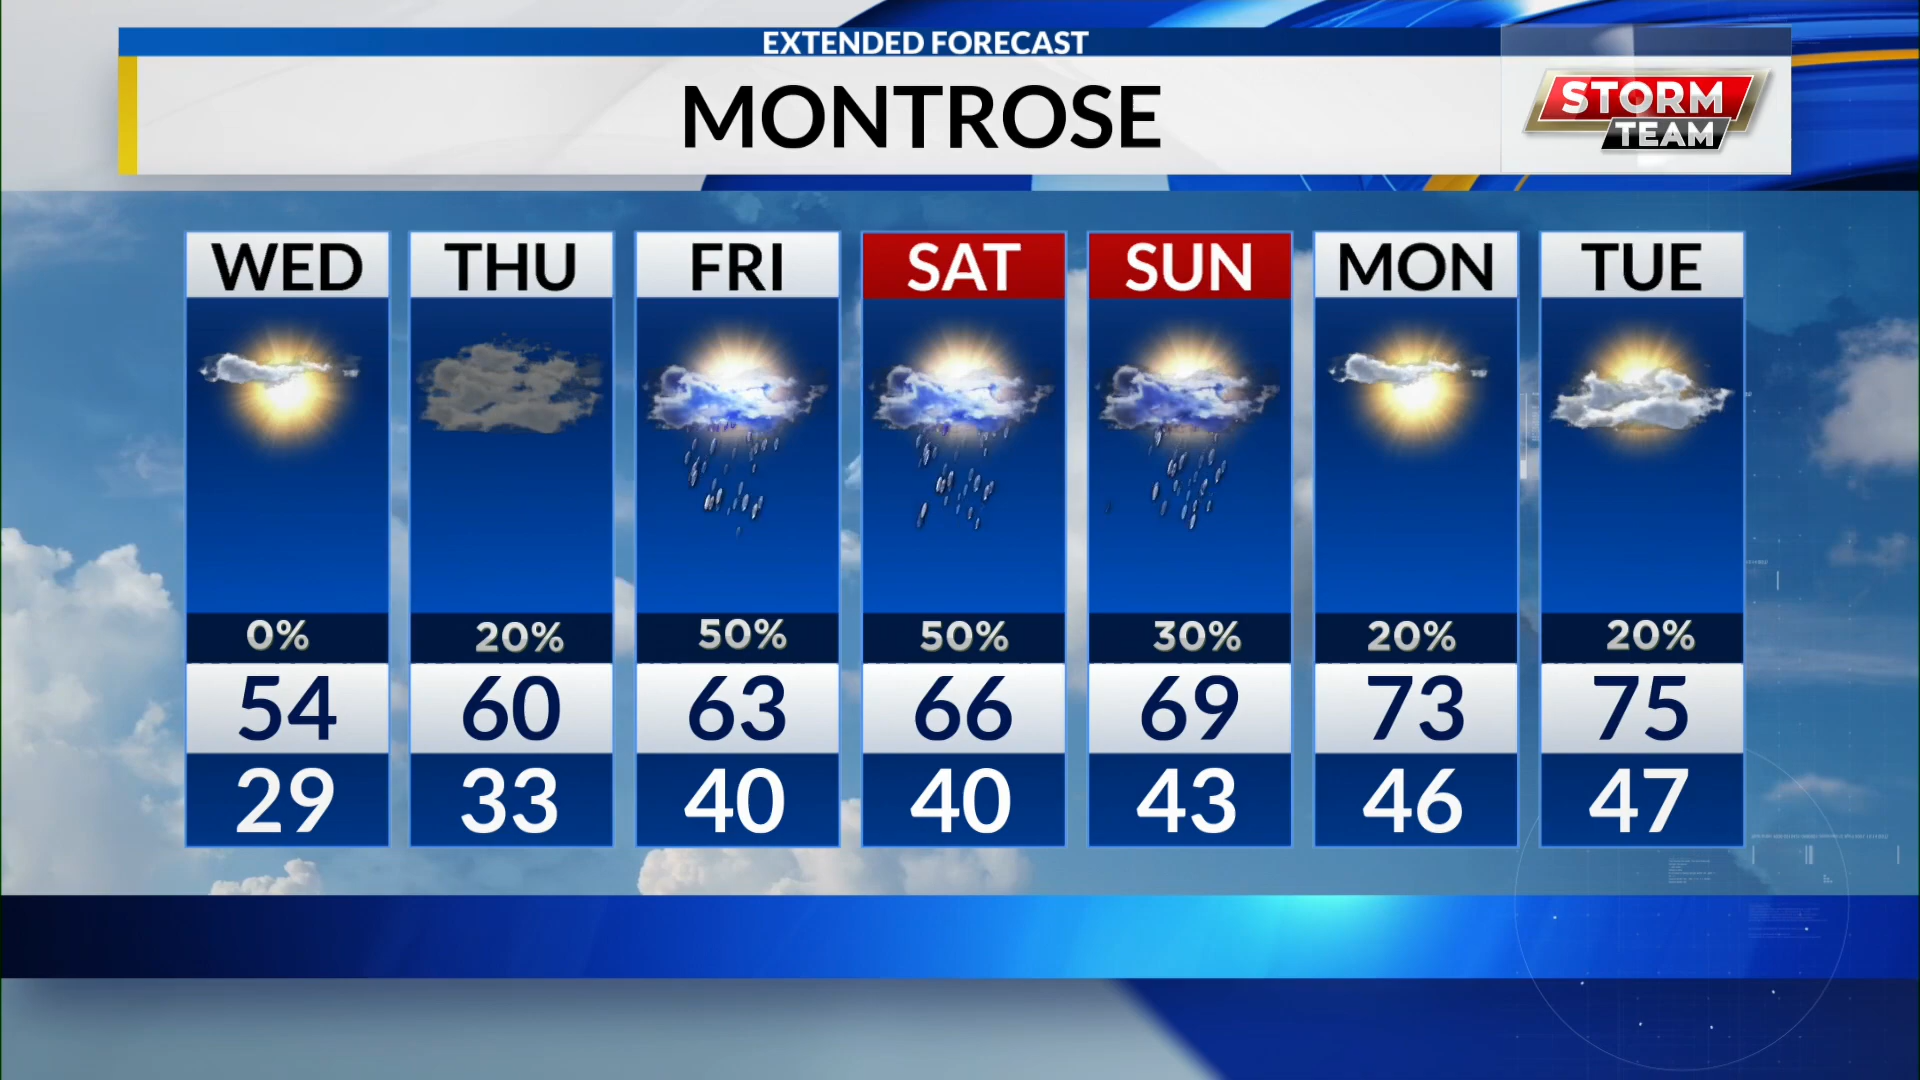 EXTENDED FORECAST
MONTROSE
STORM
TEAM
WED THU FRI SAT SUN MON TUE
0% 20% 50% 50% 30% 20% 20%
54 60 63 66 69 73 75
29 33 40 40 43 46 47